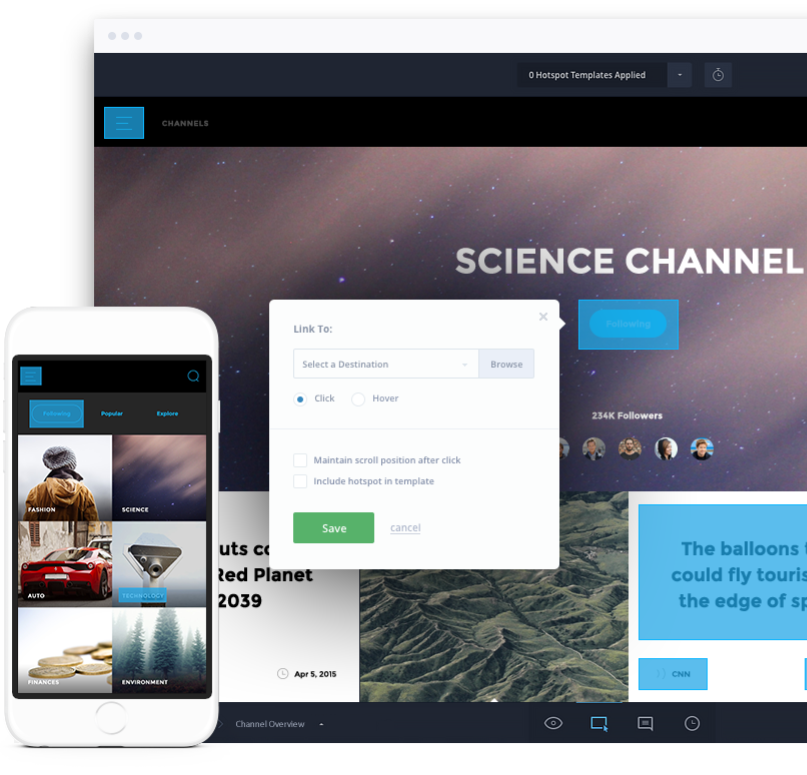 0 Hotspot Templates Applied
CHANNELS
SCIENCE CHANNEL
Following
234K Followers
Link To:
Select a Destination
Browse
Click
Hover
Maintain scroll position after click
Include hotspot in template
Save
cancel
uts co
Red Planet
2039
Apr 5, 2015
The balloons t
could fly touris
the edge of sp
CNN
Channel Overview
Following
Popular
Explore
FASHION
SCIENCE
AUTO
TECHNOLOGY
FINANCES
ENVIRONMENT